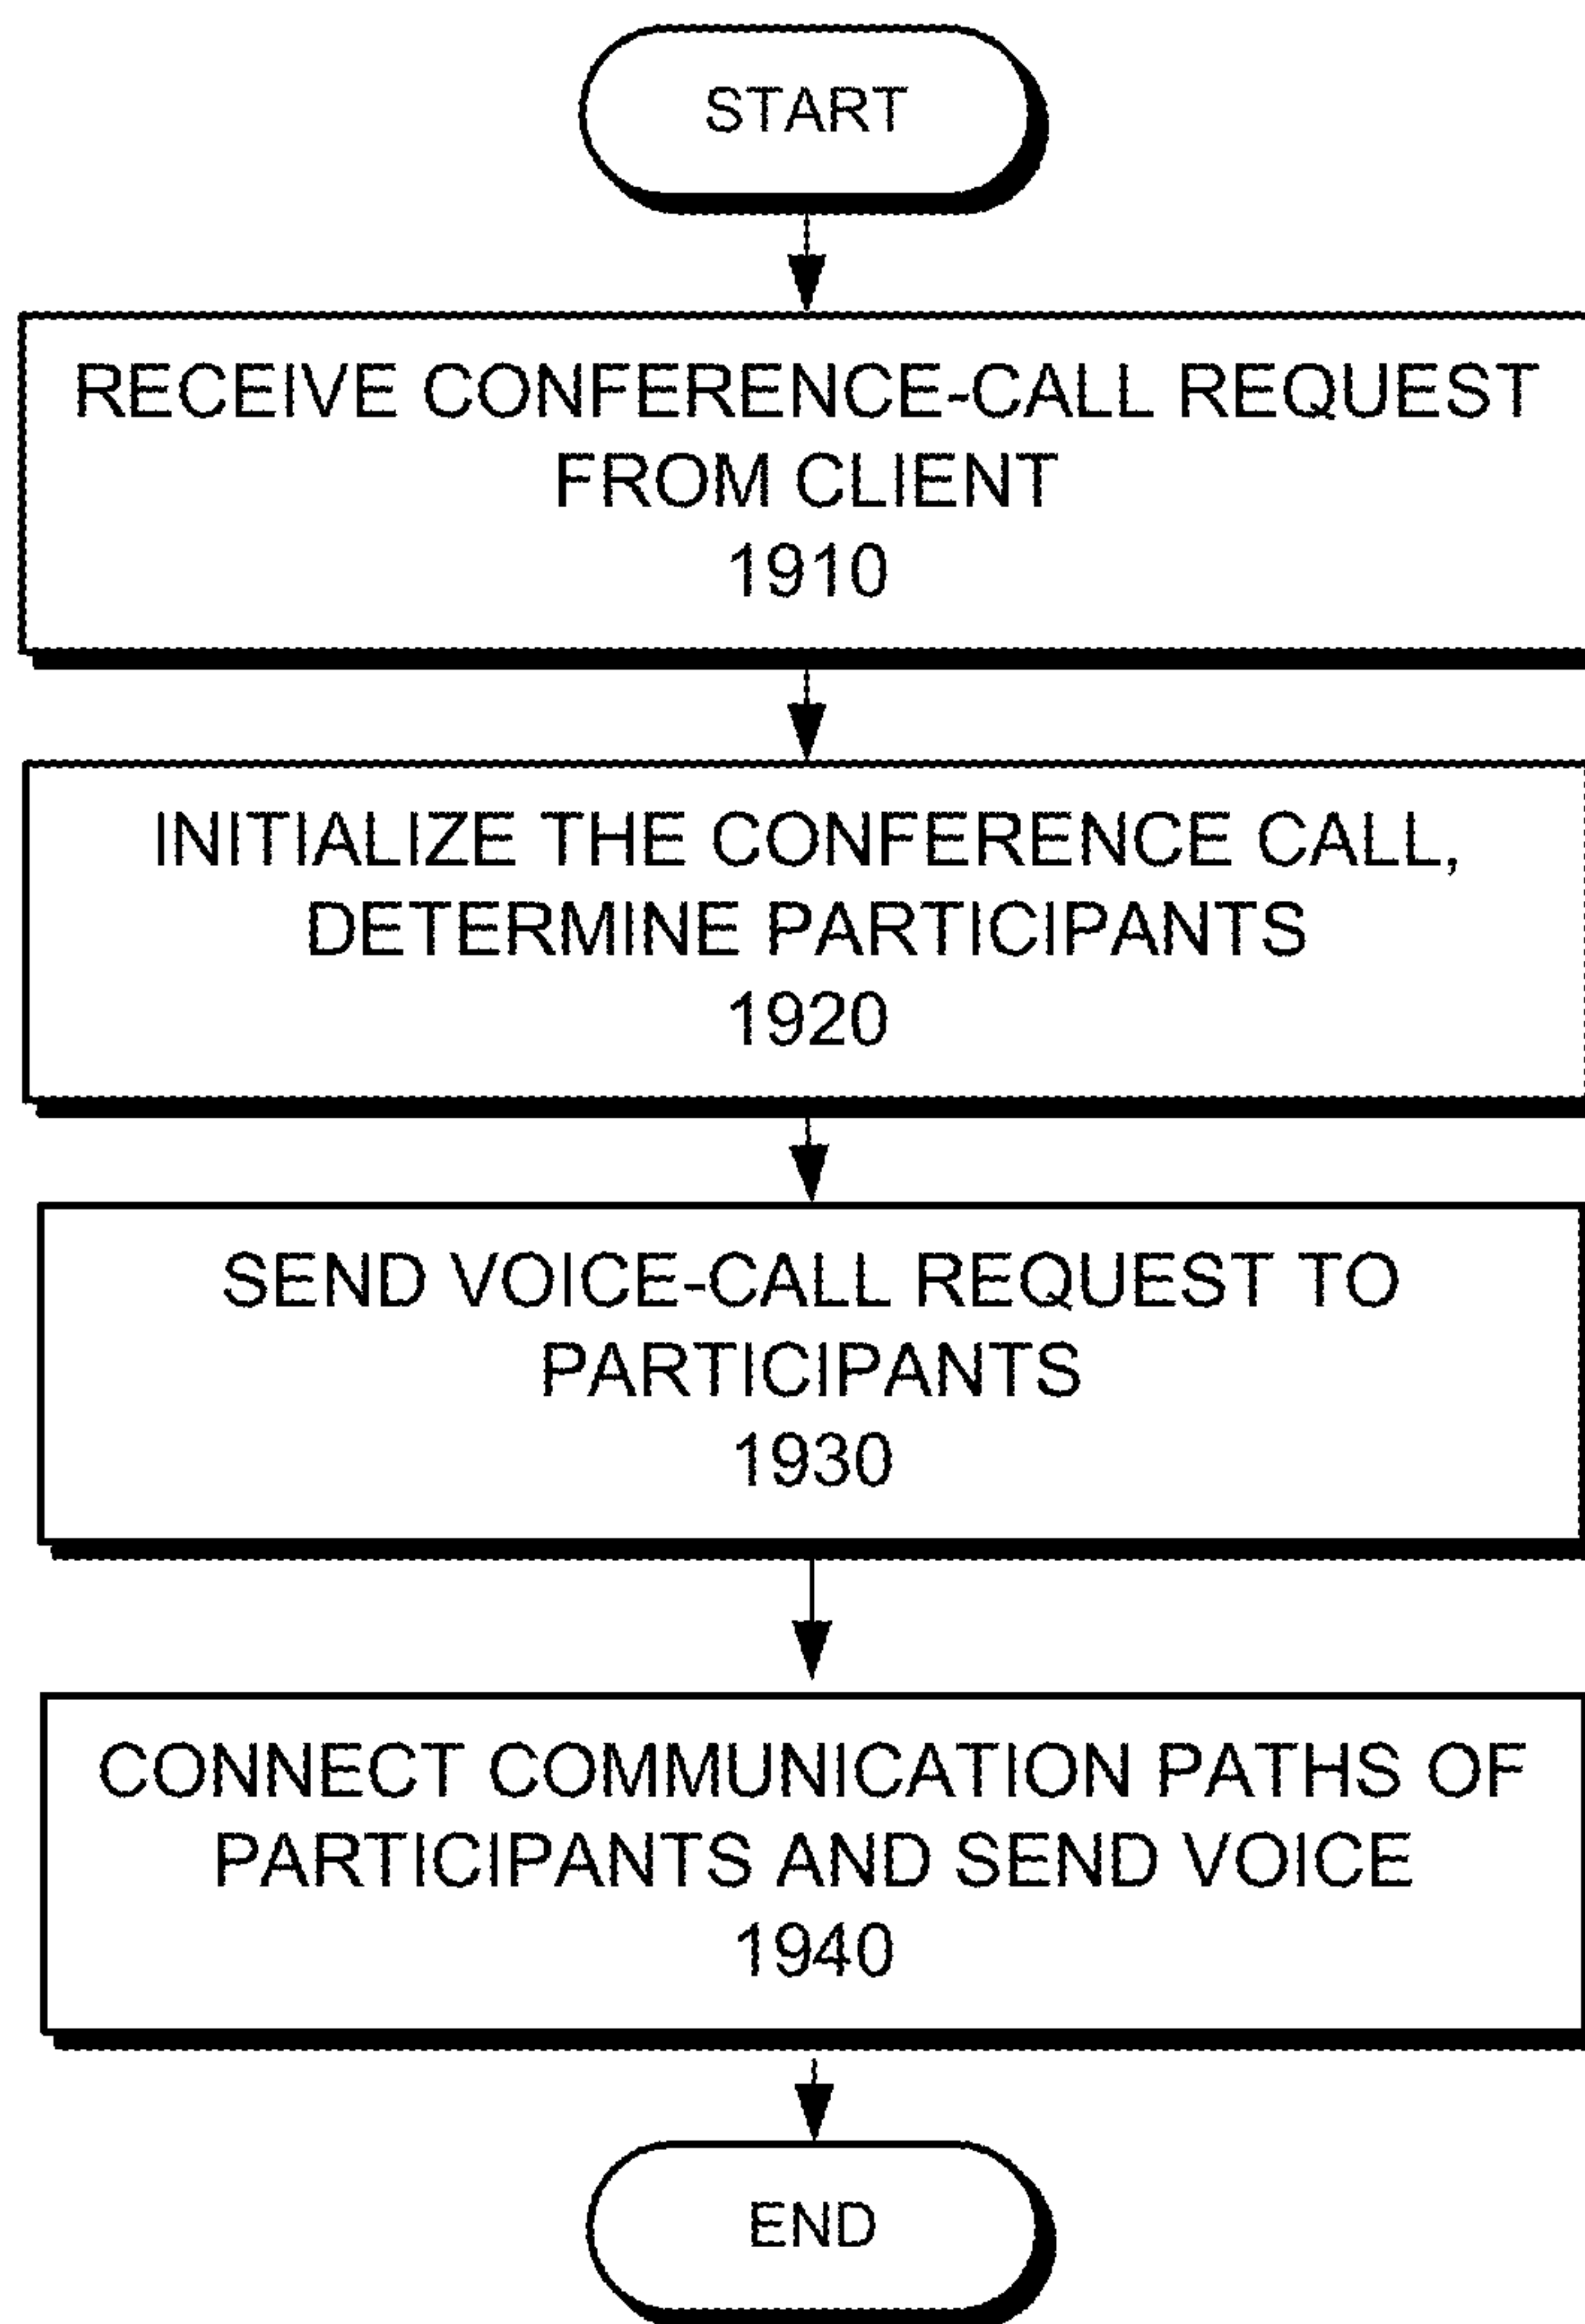 START
RECEIVE CONFERENCE-CALL REQUEST
FROM CLIENT
1910
INITIALIZE THE CONFERENCE CALL,
DETERMINE PARTICIPANTS
1920
SEND VOICE-CALL REQUEST TO
PARTICIPANTS
1930
CONNECT COMMUNICATION PATHS OF
PARTICIPANTS AND SEND VOICE
1940
END